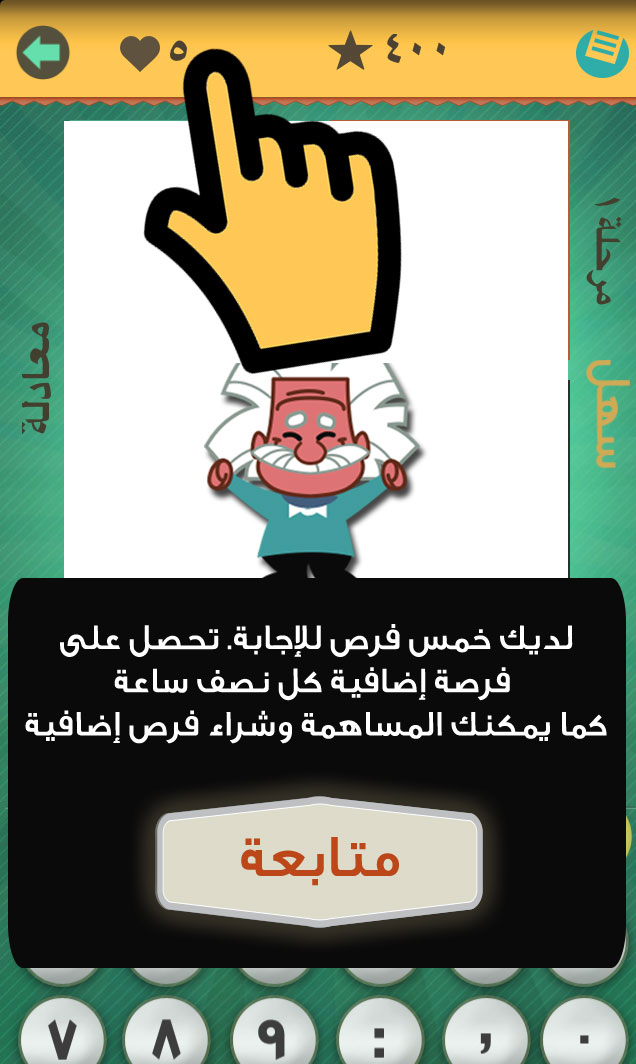 ٥
٤٠٠
مرحلة ١
سهل
معادلة
لديك خمس فرص للإجابة. تحصل على
فرصة إضافية كل نصف ساعة
كما يمكنك المساهمة وشراء فرص إضافية
متابعة
٧ ٨ ٩ : , .